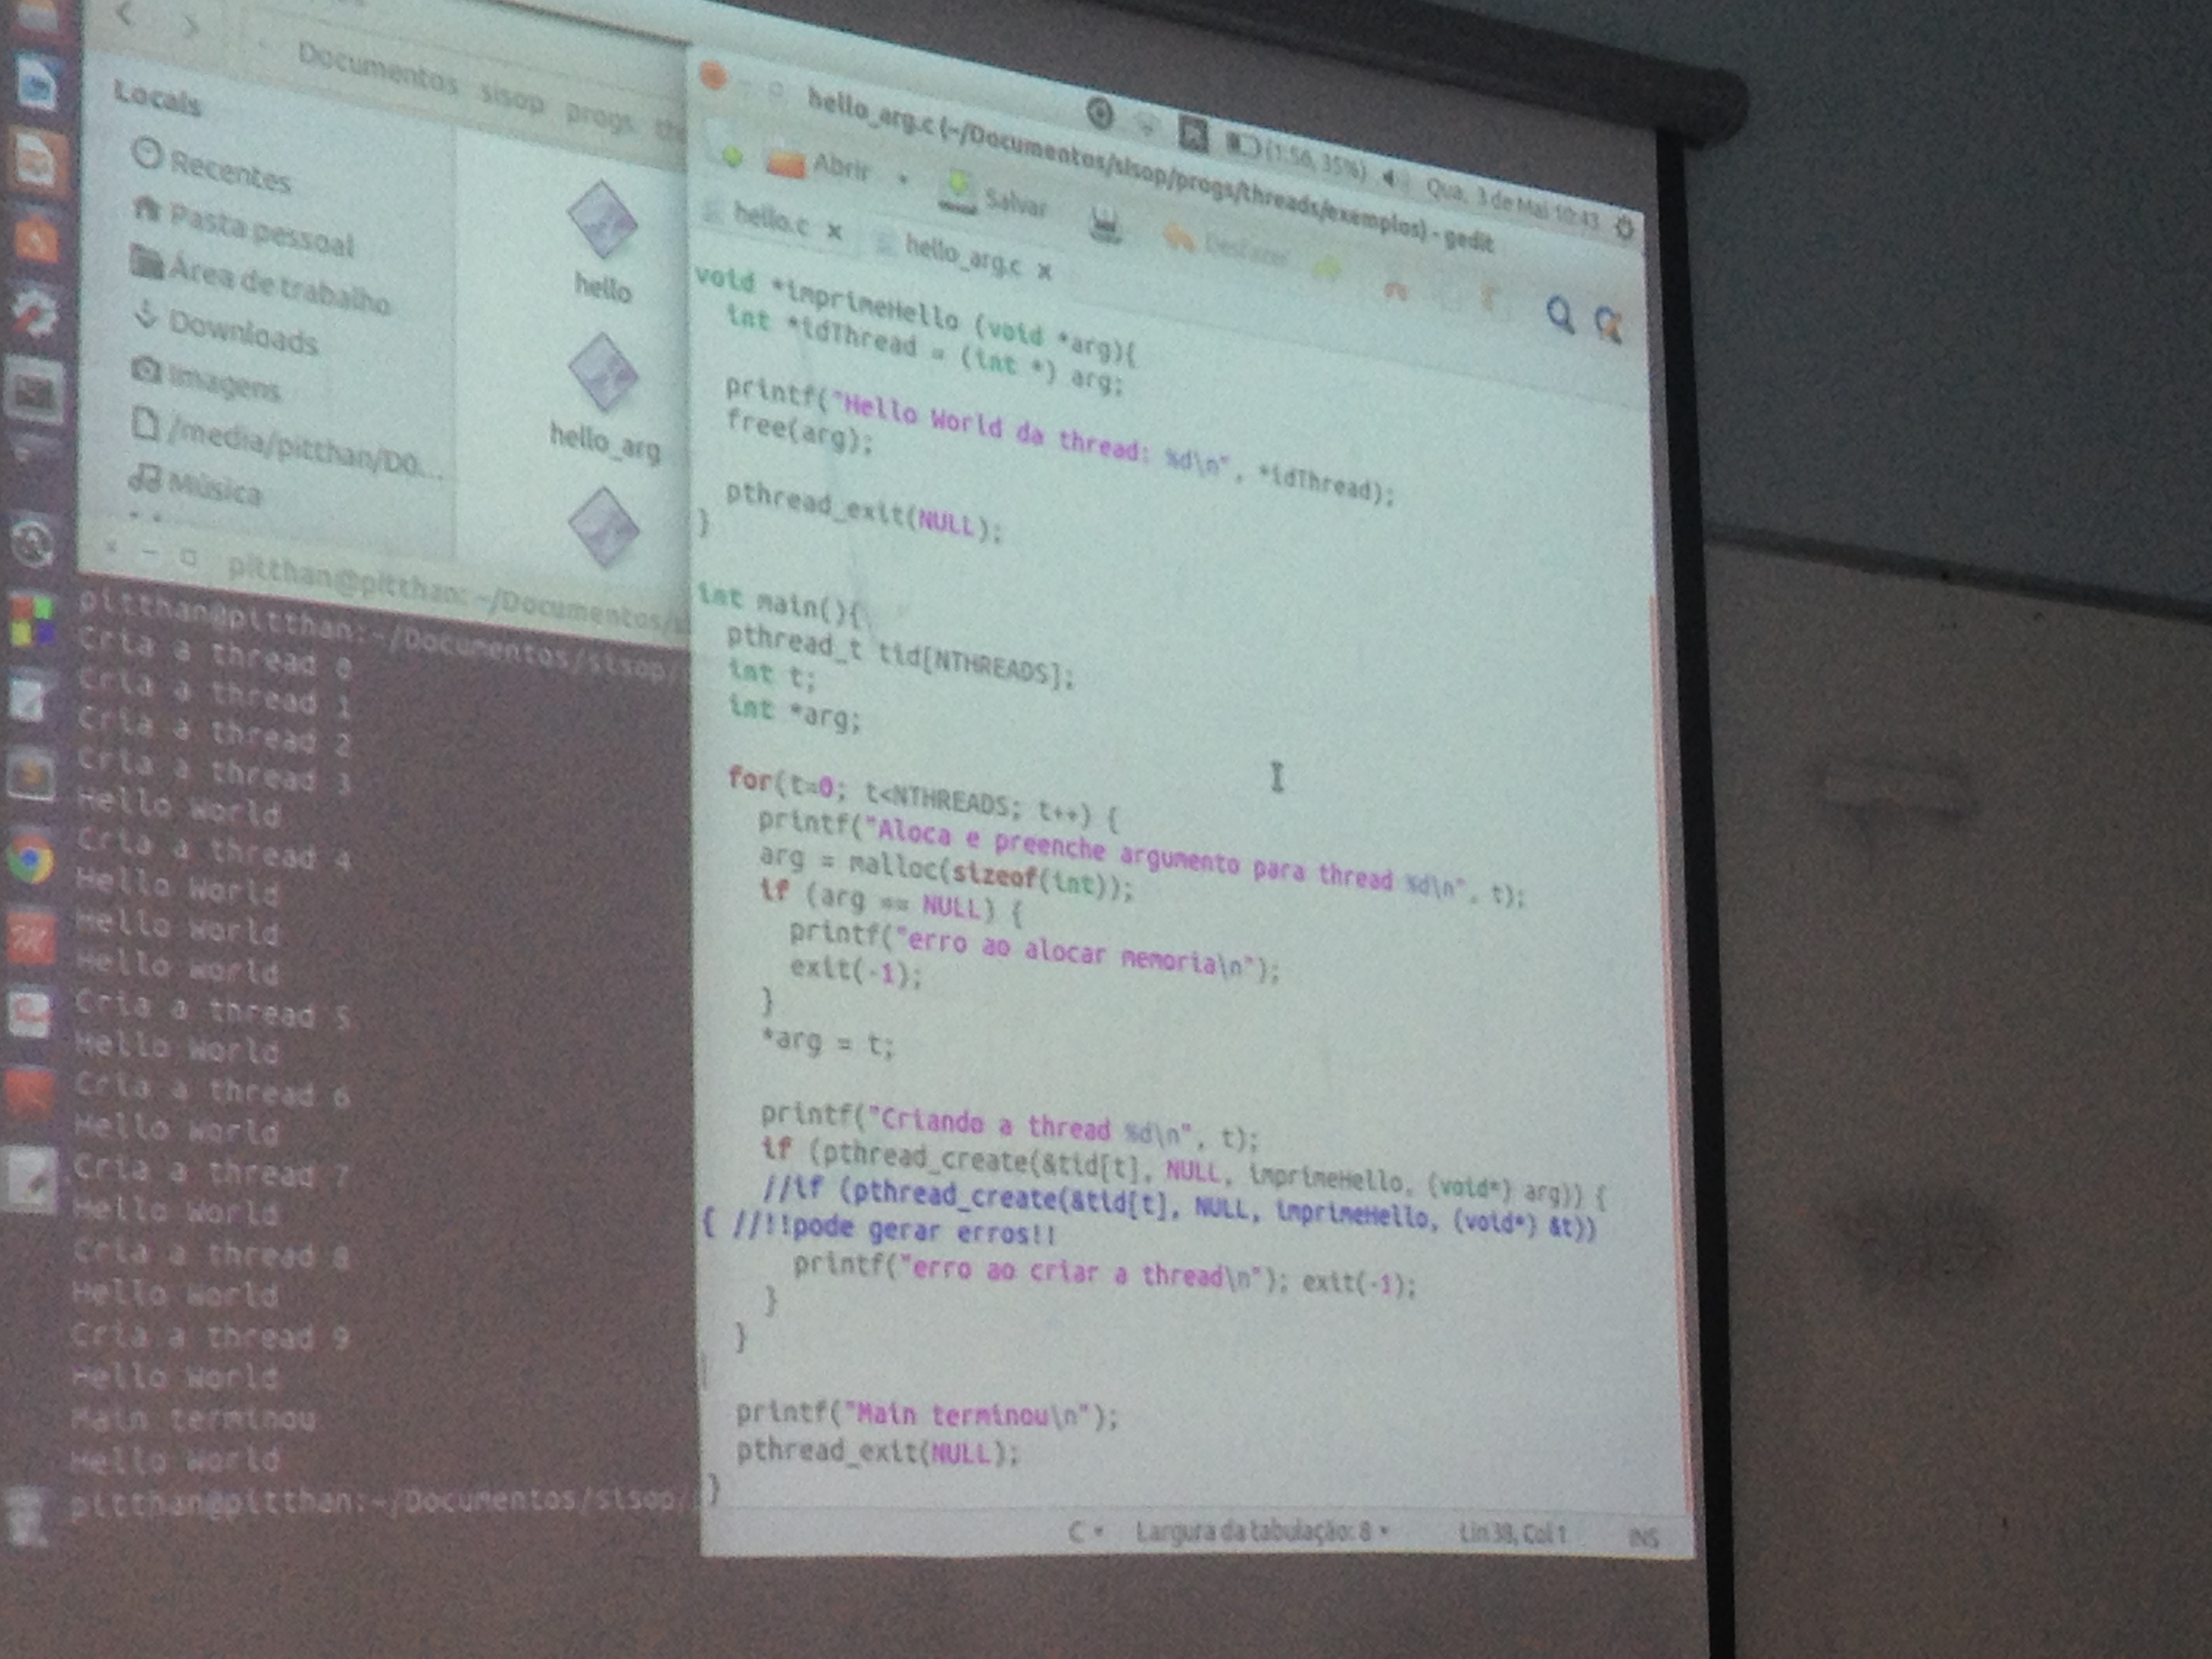 Documentos sisop progs
Locais
Recentes
Pasta pessoal
Área de trabalho
Downloads
Imagens
/media/pitthan/D0...
Música
hello
hello_arg
pitthan@pitthan: ~/Documentos/
pitthan@pitthan:~/Documentos/sisop/
Cria a thread 0
Cria a thread 1
Cria a thread 2
Cria a thread 3
Hello World
Cria a thread 4
Hello World
Hello World
Hello World
Cria a thread 5
Hello World
Cria a thread 6
Hello World
Cria a thread 7
Hello World
Cria a thread 8
Hello World
Cria a thread 9
Hello World
Main terminou
Hello World
pitthan@pitthan:~/Documentos/sisop/
(1:56, 35%) Qua, 3 de Mai 10:43
hello_arg.c (~/Documentos/sisop/progs/threads/exemplos) - gedit
Abrir Salvar Desfazer
hello.c x hello_arg.c x
void *imprimeHello (void *arg){
int *idThread = (int *) arg;
printf("Hello World da thread: %d\n", *idThread);
free(arg);
pthread_exit(NULL);
}
int main(){
pthread_t tid[NTHREADS];
int t;
int *arg;
for(t=0; t<NTHREADS; t++) {
printf("Aloca e preenche argumento para thread %d\n", t);
arg = malloc(sizeof(int));
if (arg == NULL) {
printf("erro ao alocar memoria\n");
exit(-1);
}
*arg = t;
printf("Criando a thread %d\n", t);
if (pthread_create(&tid[t], NULL, imprimeHello, (void*) arg)) {
//if (pthread_create(&tid[t], NULL, imprimeHello, (void*) &t))
{ //!!pode gerar erros!!
printf("erro ao criar a thread\n"); exit(-1);
}
}
printf("Main terminou\n");
pthread_exit(NULL);
}
C Largura da tabulação: 8 Lin 38, Col 1 INS